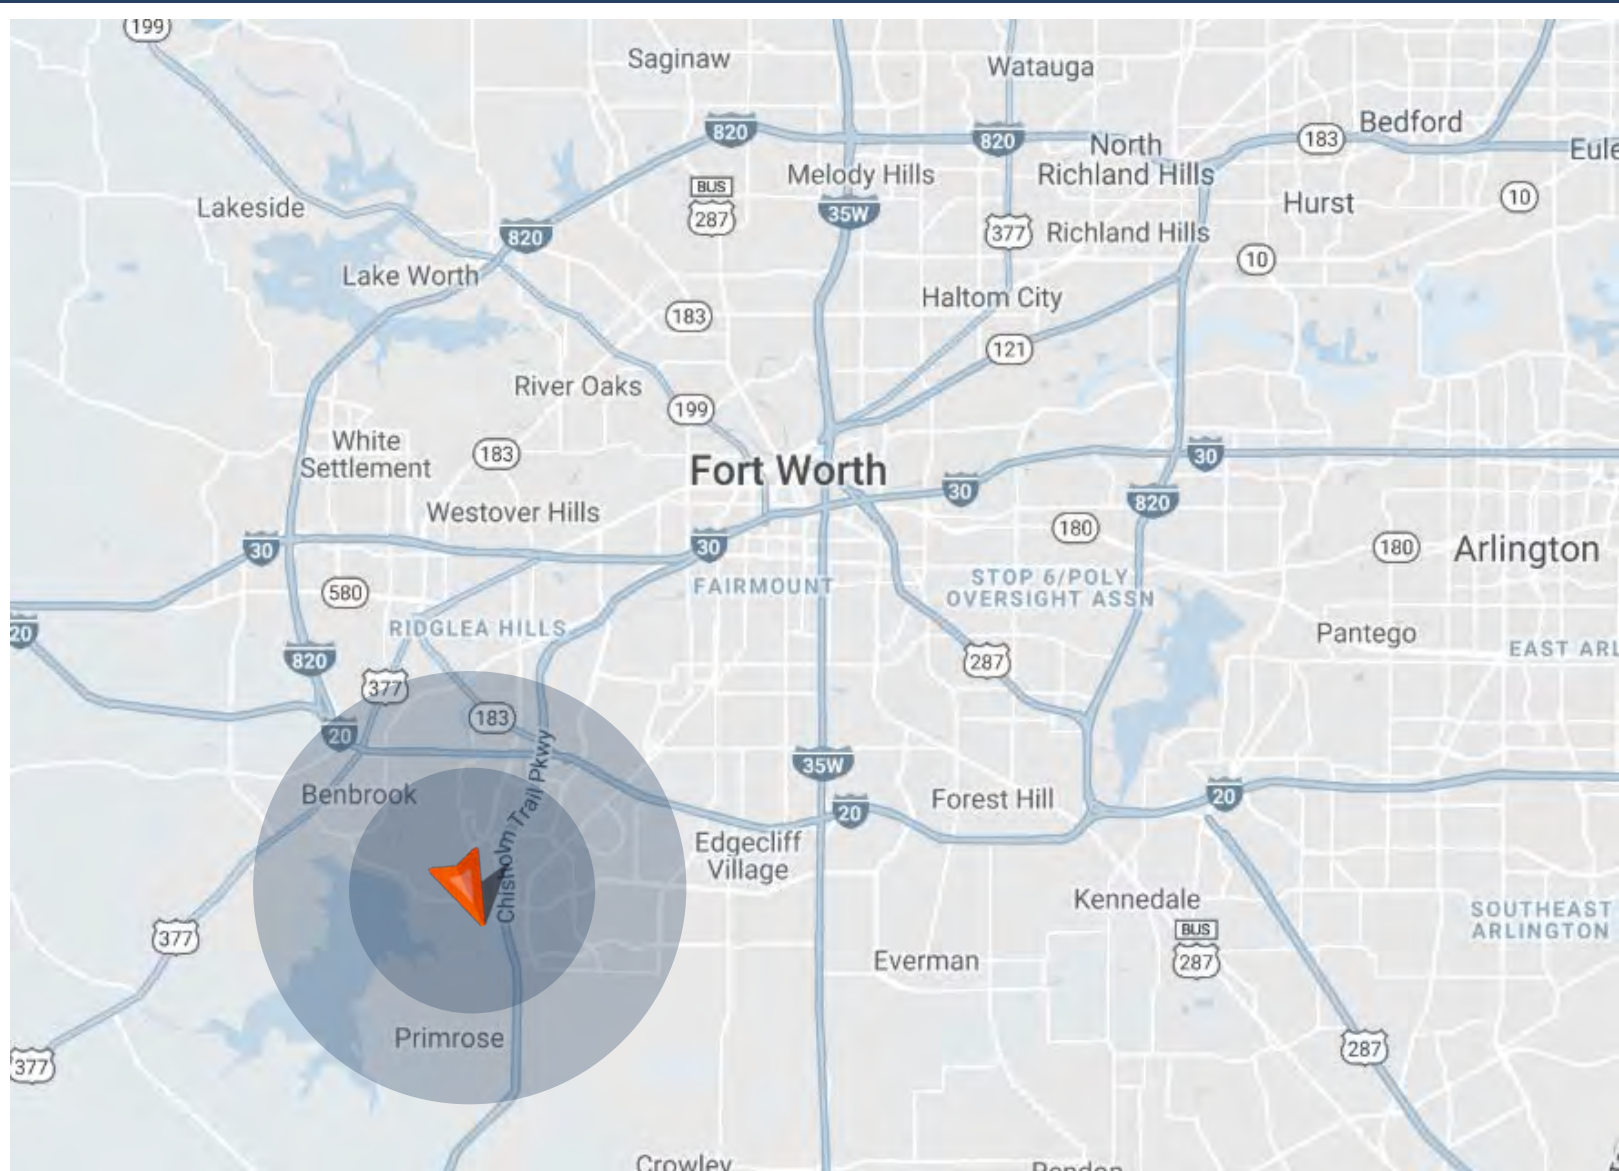 199
Saginaw
Watauga
820
820
North
Richland Hills
183
Bedford
Eule
Melody Hills
BUS
287
35W
377
Richland Hills
Hurst
10
10
Lakeside
820
Lake Worth
183
Haltom City
121
River Oaks
199
White
Settlement
183
Fort Worth
30
30
820
Westover Hills
30
30
180
180
Arlington
580
FAIRMOUNT
STOP 6/POLY
OVERSIGHT ASSN
20
RIDGLEA HILLS
820
377
287
Pantego
EAST ARL
183
20
Chisholm Trail Pkwy
35W
Benbrook
20
Forest Hill
20
Edgecliff
Village
Kennedale
BUS
287
SOUTHEAST
ARLINGTON
377
Everman
Primrose
287
377
Crowley